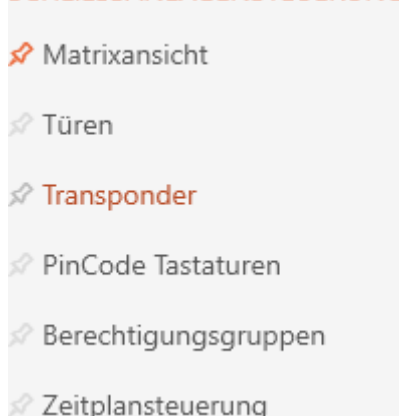 Matrixansicht
Türen
Transponder
PinCode Tastaturen
Berechtigungsgruppen
Zeitplansteuerung